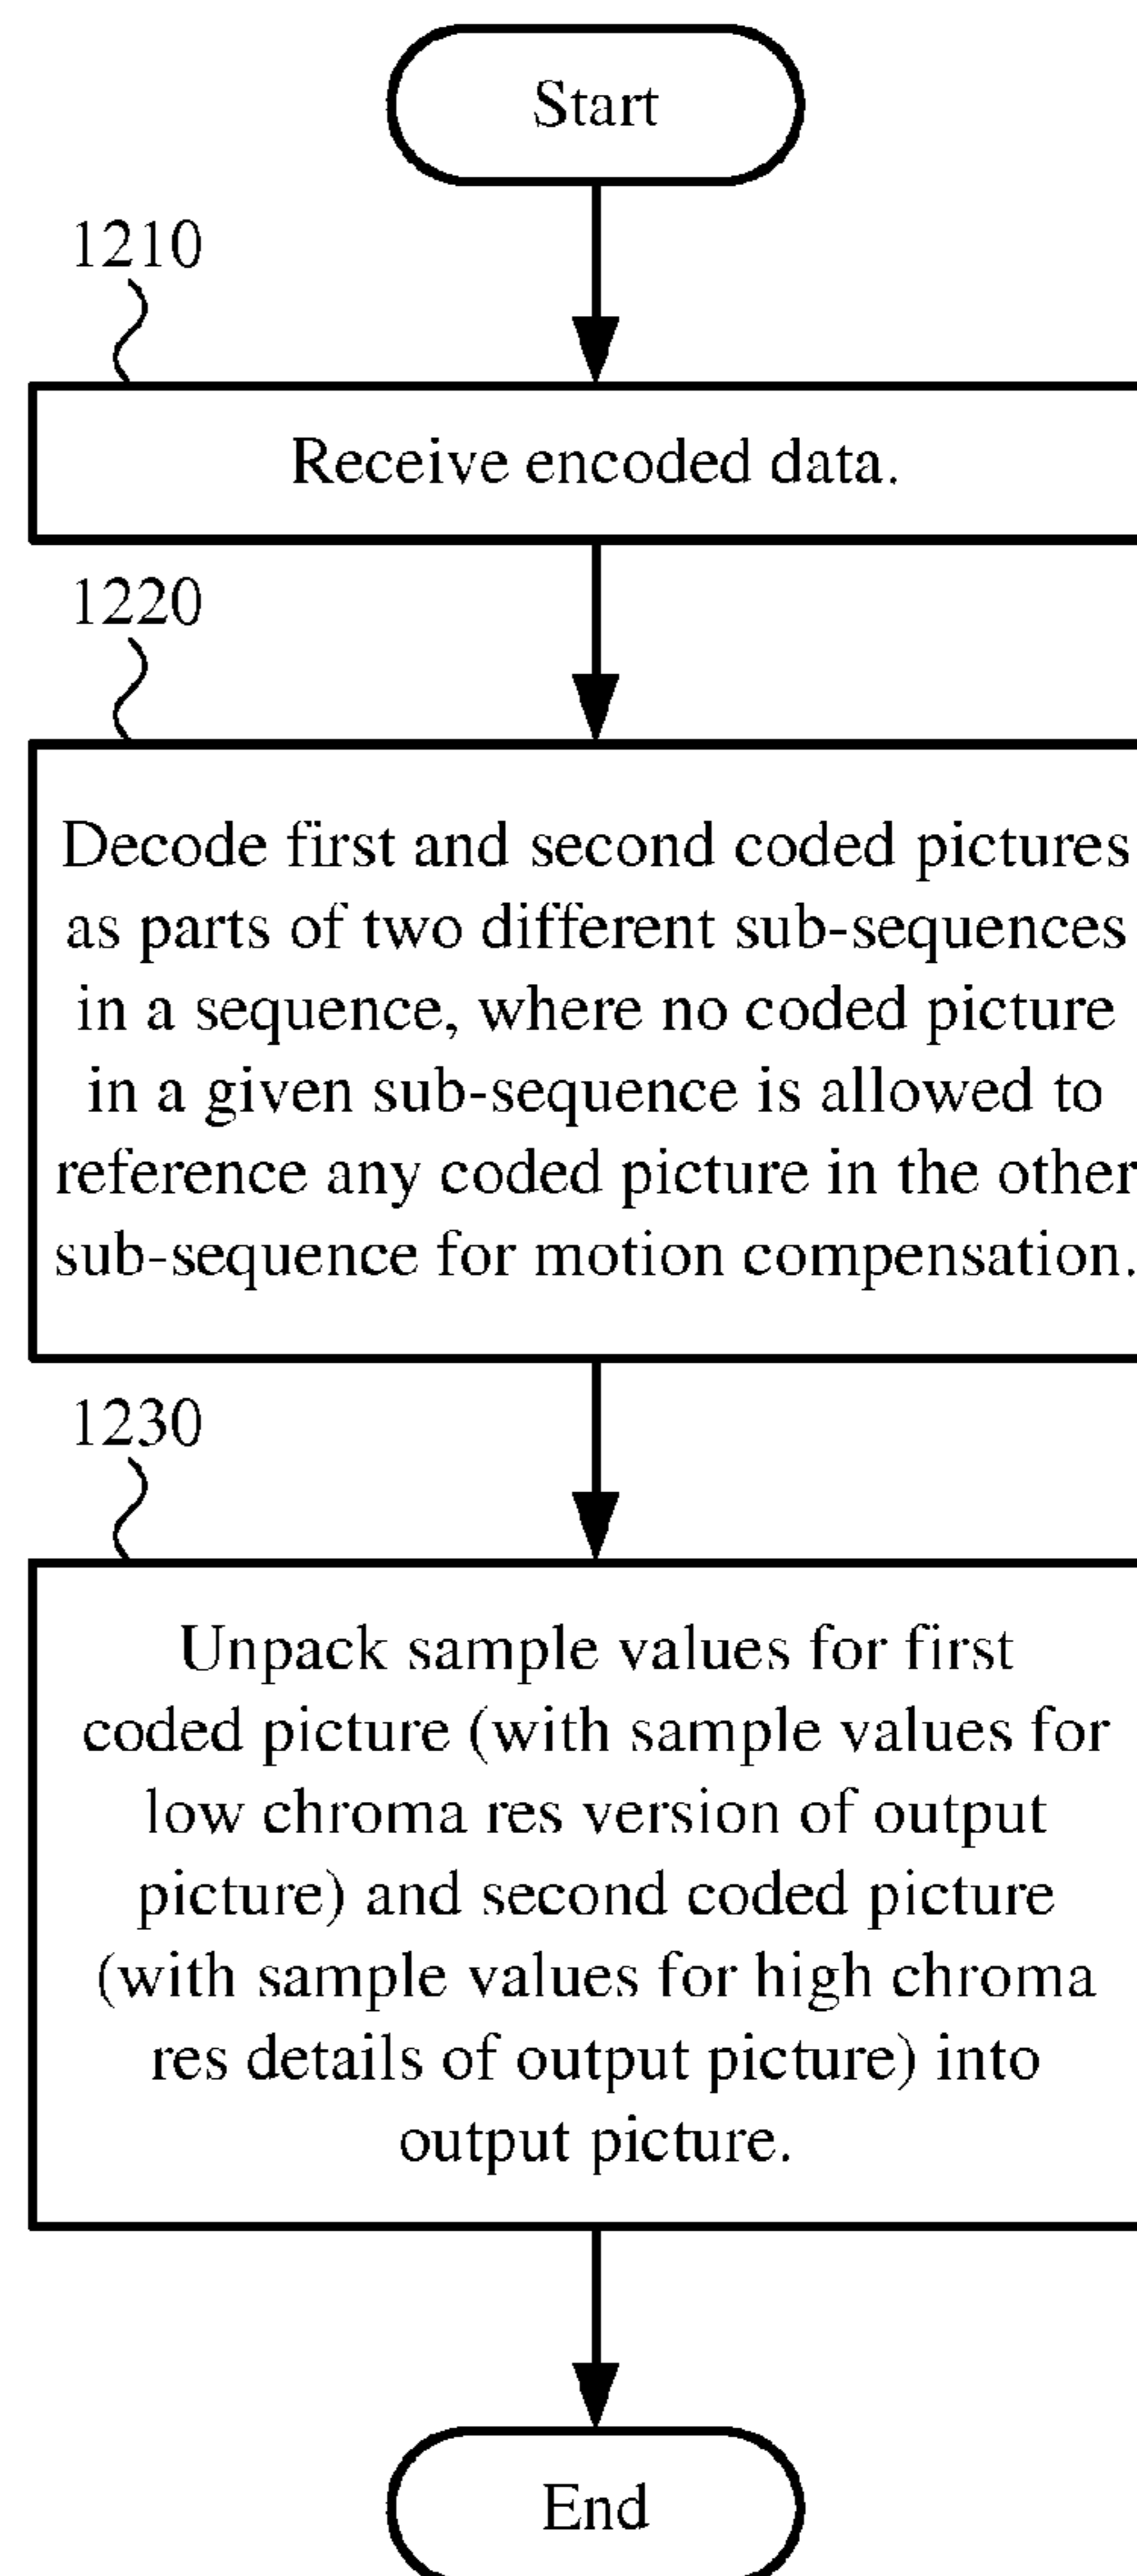 Start
1210
Receive encoded data.
1220
Decode first and second coded pictures
as parts of two different sub-sequences
in a sequence, where no coded picture
in a given sub-sequence is allowed to
reference any coded picture in the other
sub-sequence for motion compensation.
1230
Unpack sample values for first
coded picture (with sample values for
low chroma res version of output
picture) and second coded picture
(with sample values for high chroma
res details of output picture) into
output picture.
End